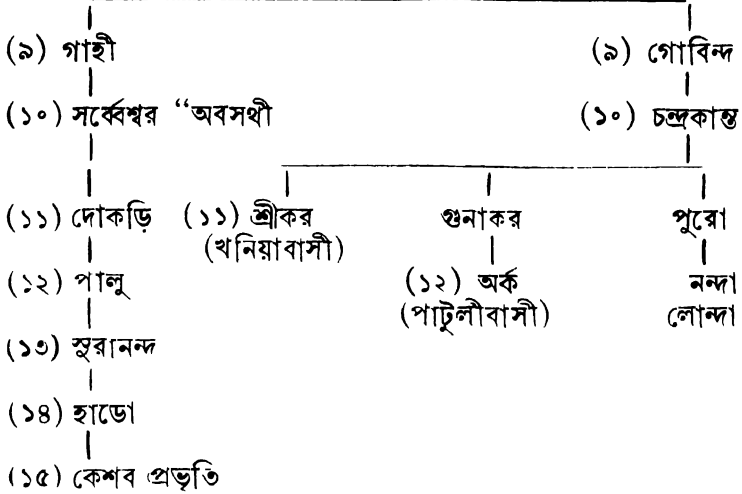 (৯) গাহী (৯) গোবিন্দ
(১০) সর্ব্বেশ্বর “অবসথী (১০) চন্দ্রকান্ত
(১১) দোকড়ি (১১) শ্রীকর গুনাকর পুরো
(খনিয়াবাসী)
(১২) পালু (১২) অর্ক নন্দা
(পাটুলীবাসী) লোন্দা
(১৩) সুরানন্দ
(১৪) হাডো
(১৫) কেশব প্রভৃতি